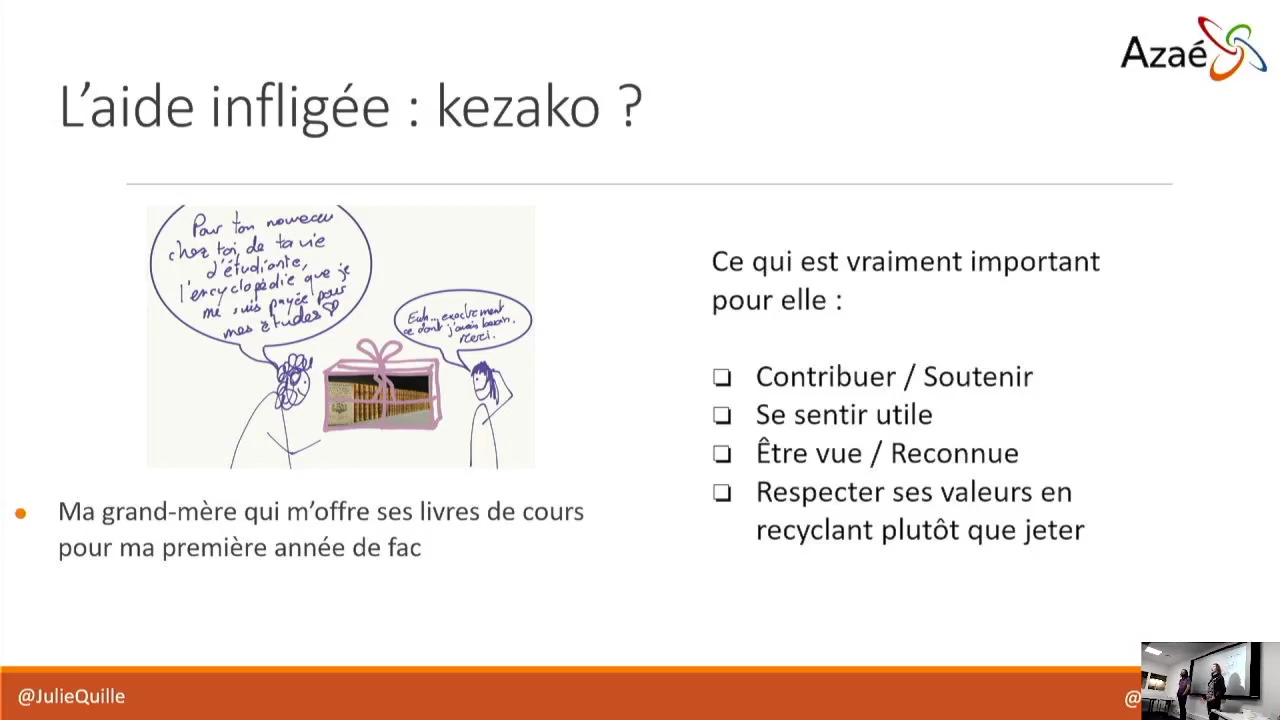 Azaé
L'aide infligée : kezako ?
Pour ton nouveau
chez toi, de ta vie
d'étudiante,
l'encyclopédie que je
me suis payée pour
mes études
Euh... exactement
ce dont j'avais besoin.
merci.
Ma grand-mère qui m'offre ses livres de cours
pour ma première année de fac
Ce qui est vraiment important
pour elle :
Contribuer / Soutenir
Se sentir utile
Être vue / Reconnue
Respecter ses valeurs en
recyclant plutôt que jeter
@JulieQuille
@